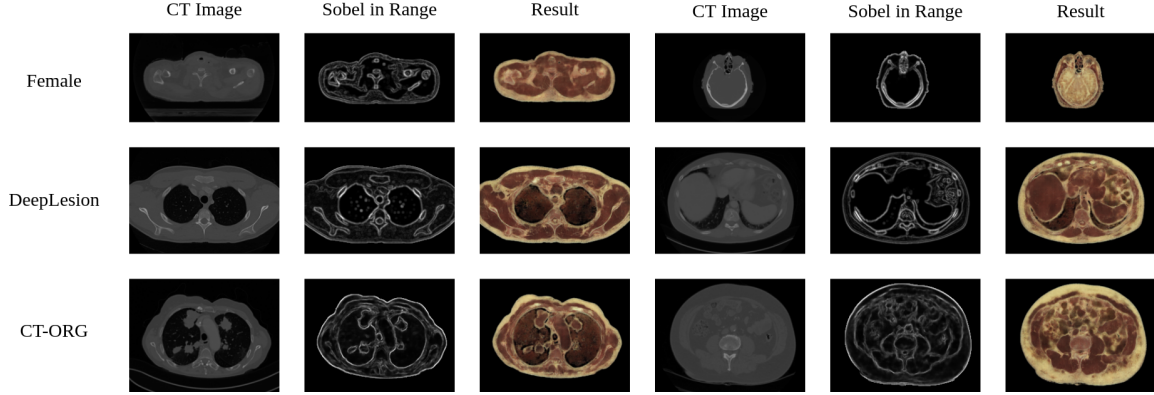 CT Image Sobel in Range Result CT Image Sobel in Range Result
Female
DeepLesion
CT-ORG